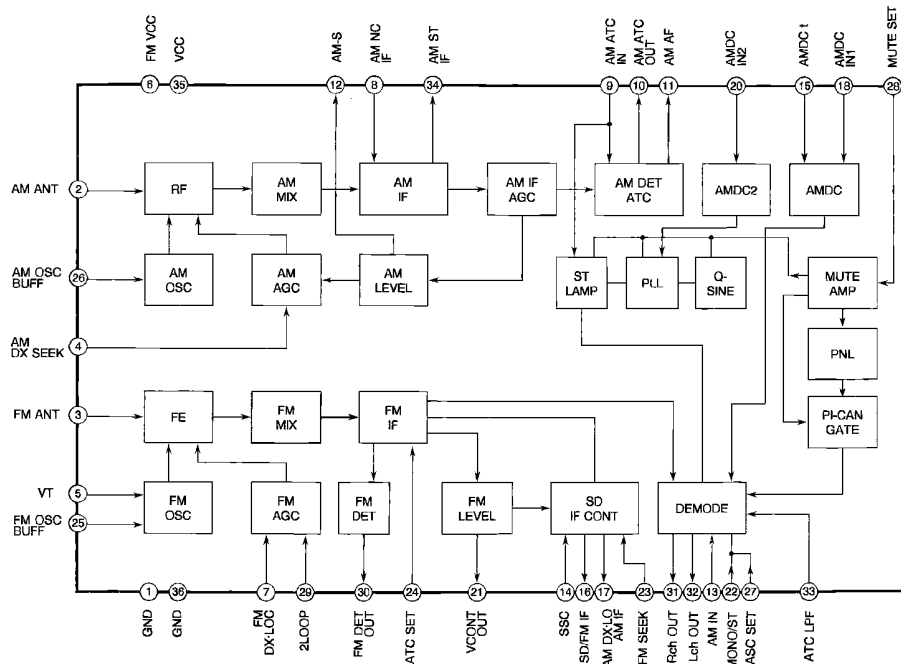 FM VCC
VCC
AM-S
AM NC
IF
AM ST
IF
AM ATC
IN
AM ATC
OUT
AM AF
AMDC
IN2
AMDC t
AMDC
IN1
MUTE SET
6
35
12
8
34
9
10
11
20
15
18
28
AM ANT
2
RF
AM
MIX
AM
IF
AM IF
AGC
AM DET
ATC
AMDC2
AMDC
AM OSC
BUFF
26
AM
OSC
AM
AGC
AM
LEVEL
ST
LAMP
PLL
Q-
SINE
MUTE
AMP
AM
DX SEEK
4
PNL
FM ANT
3
FE
FM
MIX
FM
IF
PI-CAN
GATE
VT
5
FM OSC
BUFF
25
FM
OSC
FM
AGC
FM
DET
FM
LEVEL
SD
IF CONT
DEMODE
1
36
7
29
30
24
21
14
16
17
23
31
32
13
22
27
33
GND
GND
FM
DX·LOC
2LOOP
FM DET
OUT
ATC SET
VCONT
OUT
SSC
SD/FM IF
AM DX·LO
AM IF
FM SEEK
Rch OUT
Lch OUT
AM IN
MONO/ST
ASC SET
ATC LPF